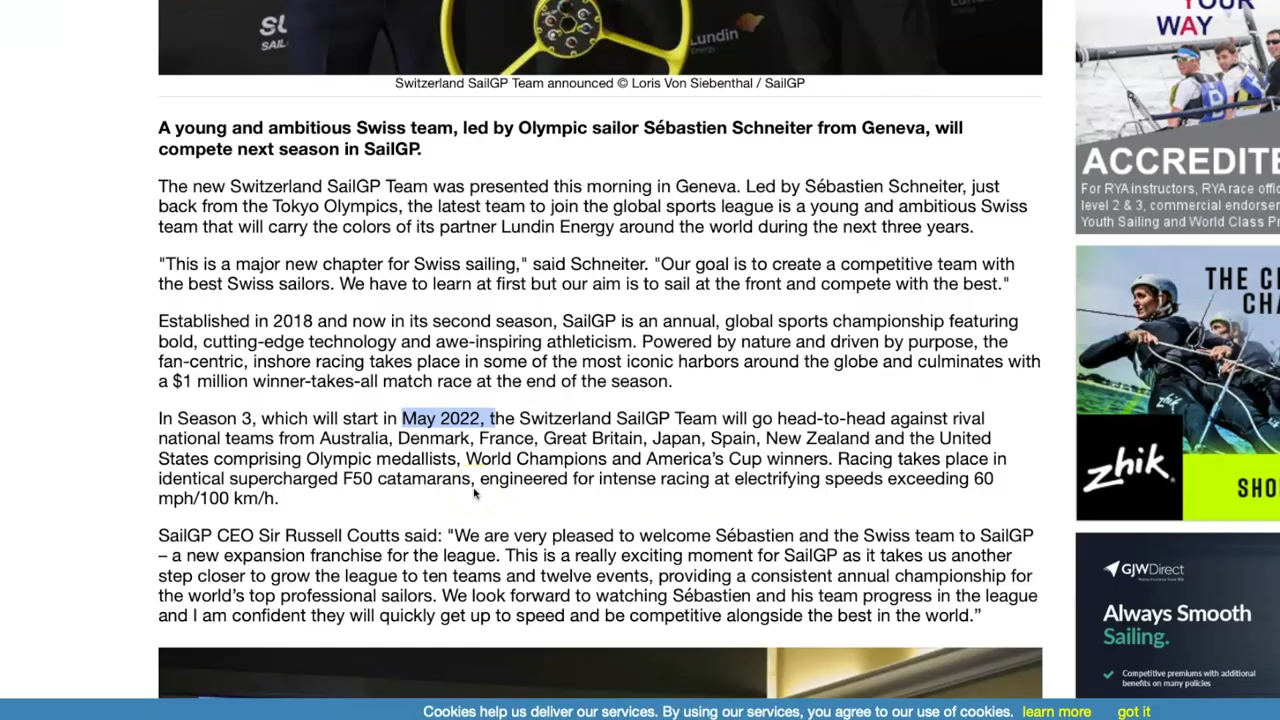 SAIL
Lundin
Energy
Switzerland SailGP Team announced © Loris Von Siebenthal / SailGP
A young and ambitious Swiss team, led by Olympic sailor Sébastien Schneiter from Geneva, will
compete next season in SailGP.
The new Switzerland SailGP Team was presented this morning in Geneva. Led by Sébastien Schneiter, just
back from the Tokyo Olympics, the latest team to join the global sports league is a young and ambitious Swiss
team that will carry the colors of its partner Lundin Energy around the world during the next three years.
"This is a major new chapter for Swiss sailing," said Schneiter. "Our goal is to create a competitive team with
the best Swiss sailors. We have to learn at first but our aim is to sail at the front and compete with the best."
Established in 2018 and now in its second season, SailGP is an annual, global sports championship featuring
bold, cutting-edge technology and awe-inspiring athleticism. Powered by nature and driven by purpose, the
fan-centric, inshore racing takes place in some of the most iconic harbors around the globe and culminates with
a $1 million winner-takes-all match race at the end of the season.
In Season 3, which will start in May 2022, the Switzerland SailGP Team will go head-to-head against rival
national teams from Australia, Denmark, France, Great Britain, Japan, Spain, New Zealand and the United
States comprising Olympic medallists, World Champions and America's Cup winners. Racing takes place in
identical supercharged F50 catamarans, engineered for intense racing at electrifying speeds exceeding 60
mph/100 km/h.
SailGP CEO Sir Russell Coutts said: "We are very pleased to welcome Sébastien and the Swiss team to SailGP
– a new expansion franchise for the league. This is a really exciting moment for SailGP as it takes us another
step closer to grow the league to ten teams and twelve events, providing a consistent annual championship for
the world's top professional sailors. We look forward to watching Sébastien and his team progress in the league
and I am confident they will quickly get up to speed and be competitive alongside the best in the world.”
YOUR
WAY
ACCREDITE
For RYA instructors, RYA race offic
level 2 & 3, commercial endorser
Youth Sailing and World Class Pr
THE C
CHA
zhik
SHO
GJWDirect
Always Smooth
Sailing.
Competitive premiums with additional
benefits on many policies
Cookies help us deliver our services. By using our services, you agree to our use of cookies. learn more got it